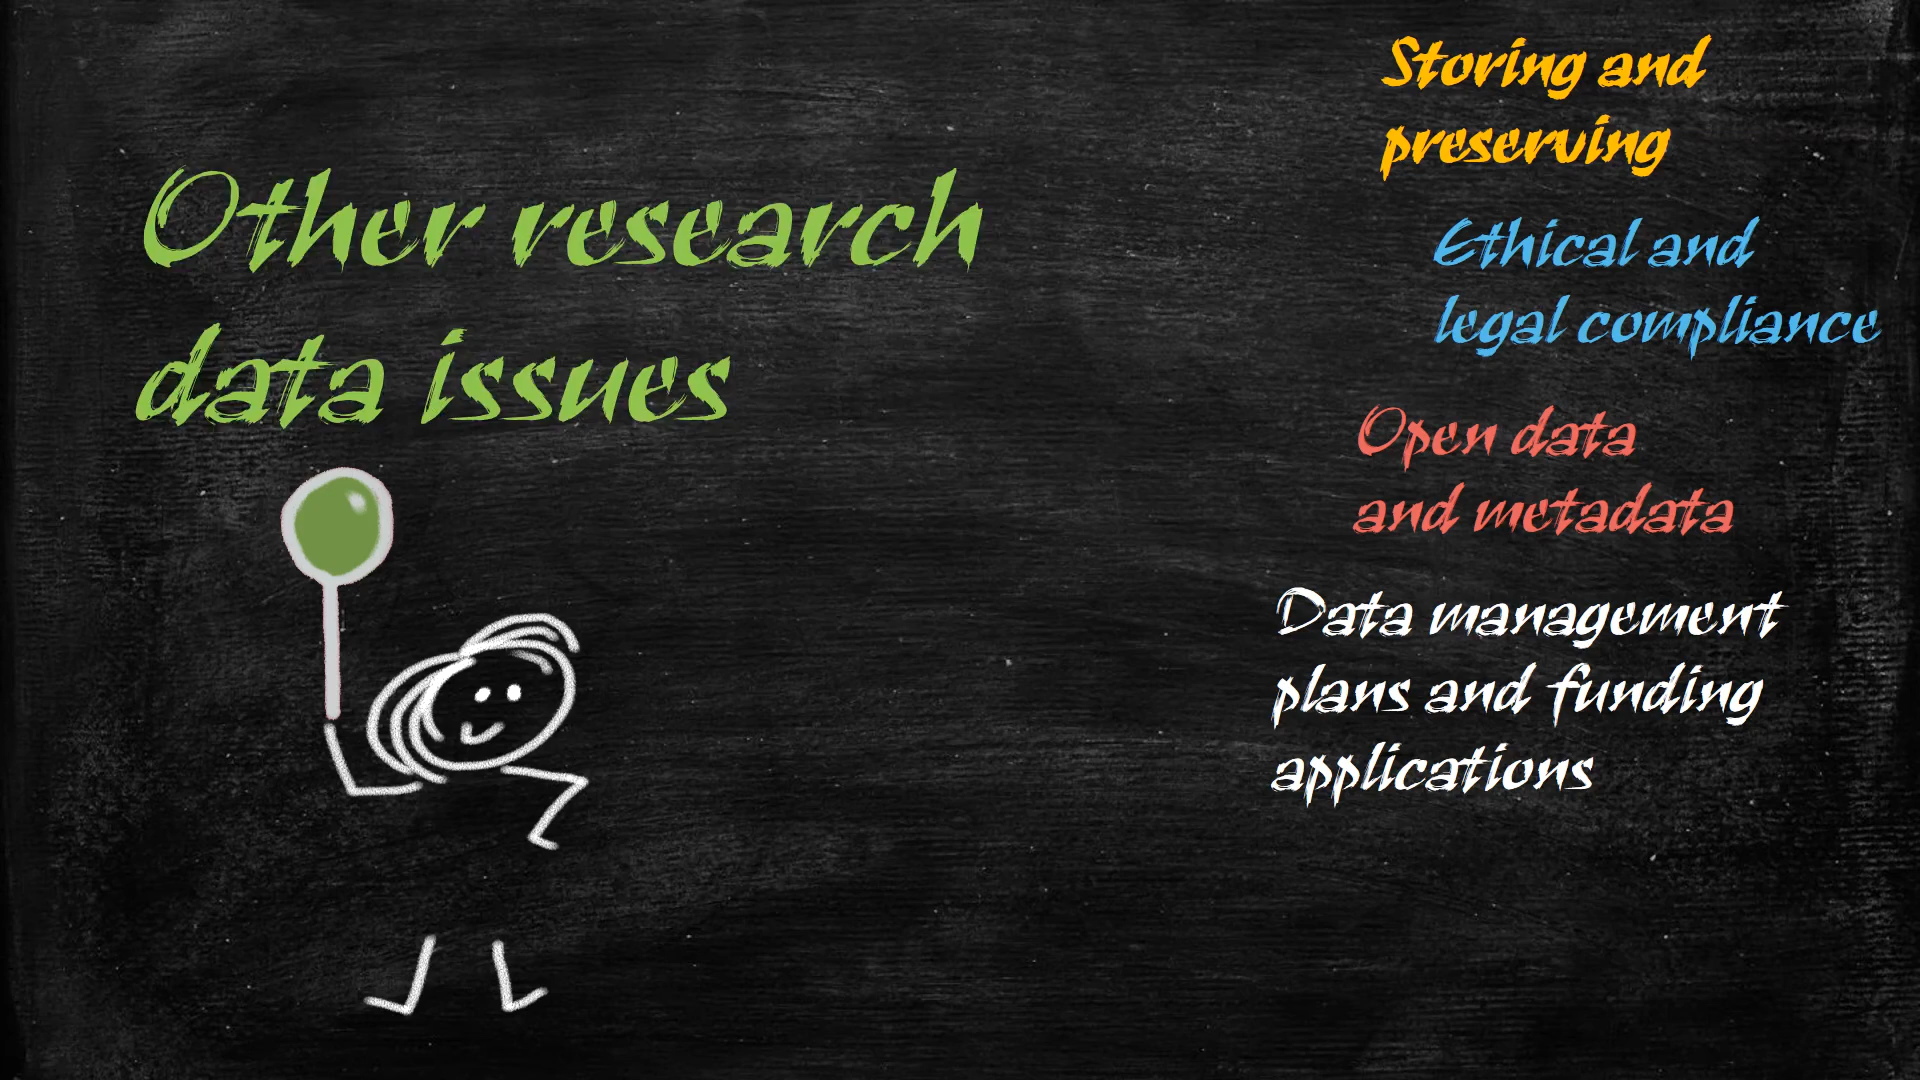 Other research
data issues
Storing and
preserving
Ethical and
legal compliance
Open data
and metadata
Data management
plans and funding
applications